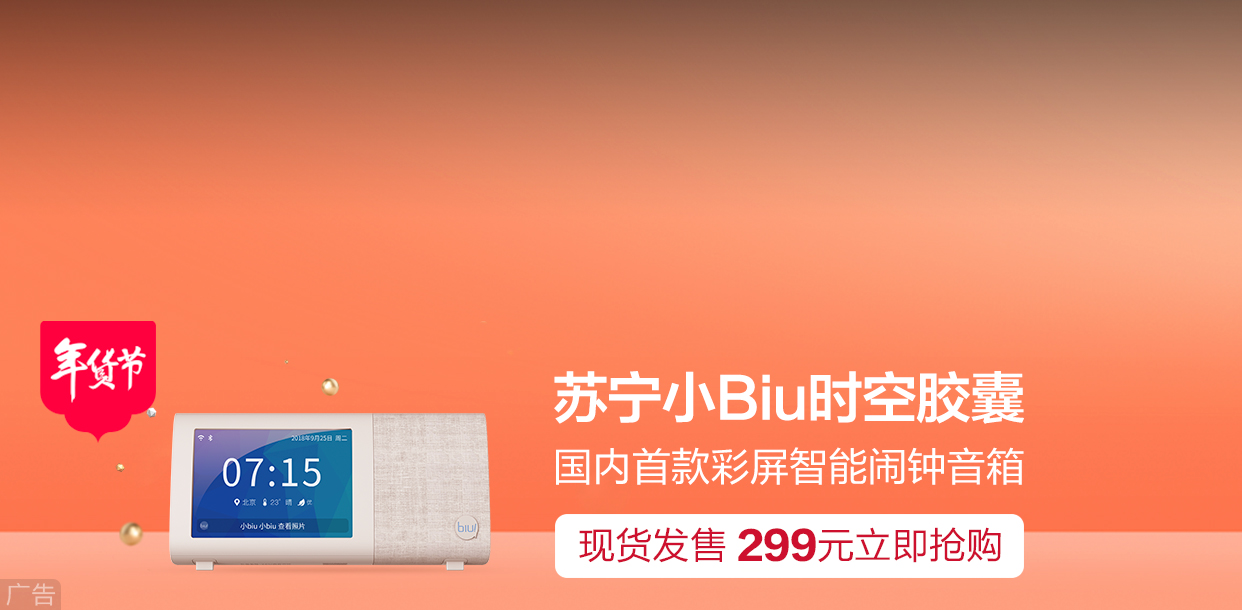 年货节
苏宁小Biu时空胶囊
国内首款彩屏智能闹钟音箱
现货发售 299元立即抢购
2018年9月25日 周二
07:15
北京 23° 晴 优
小biu 小biu 查看照片
biu!
广告